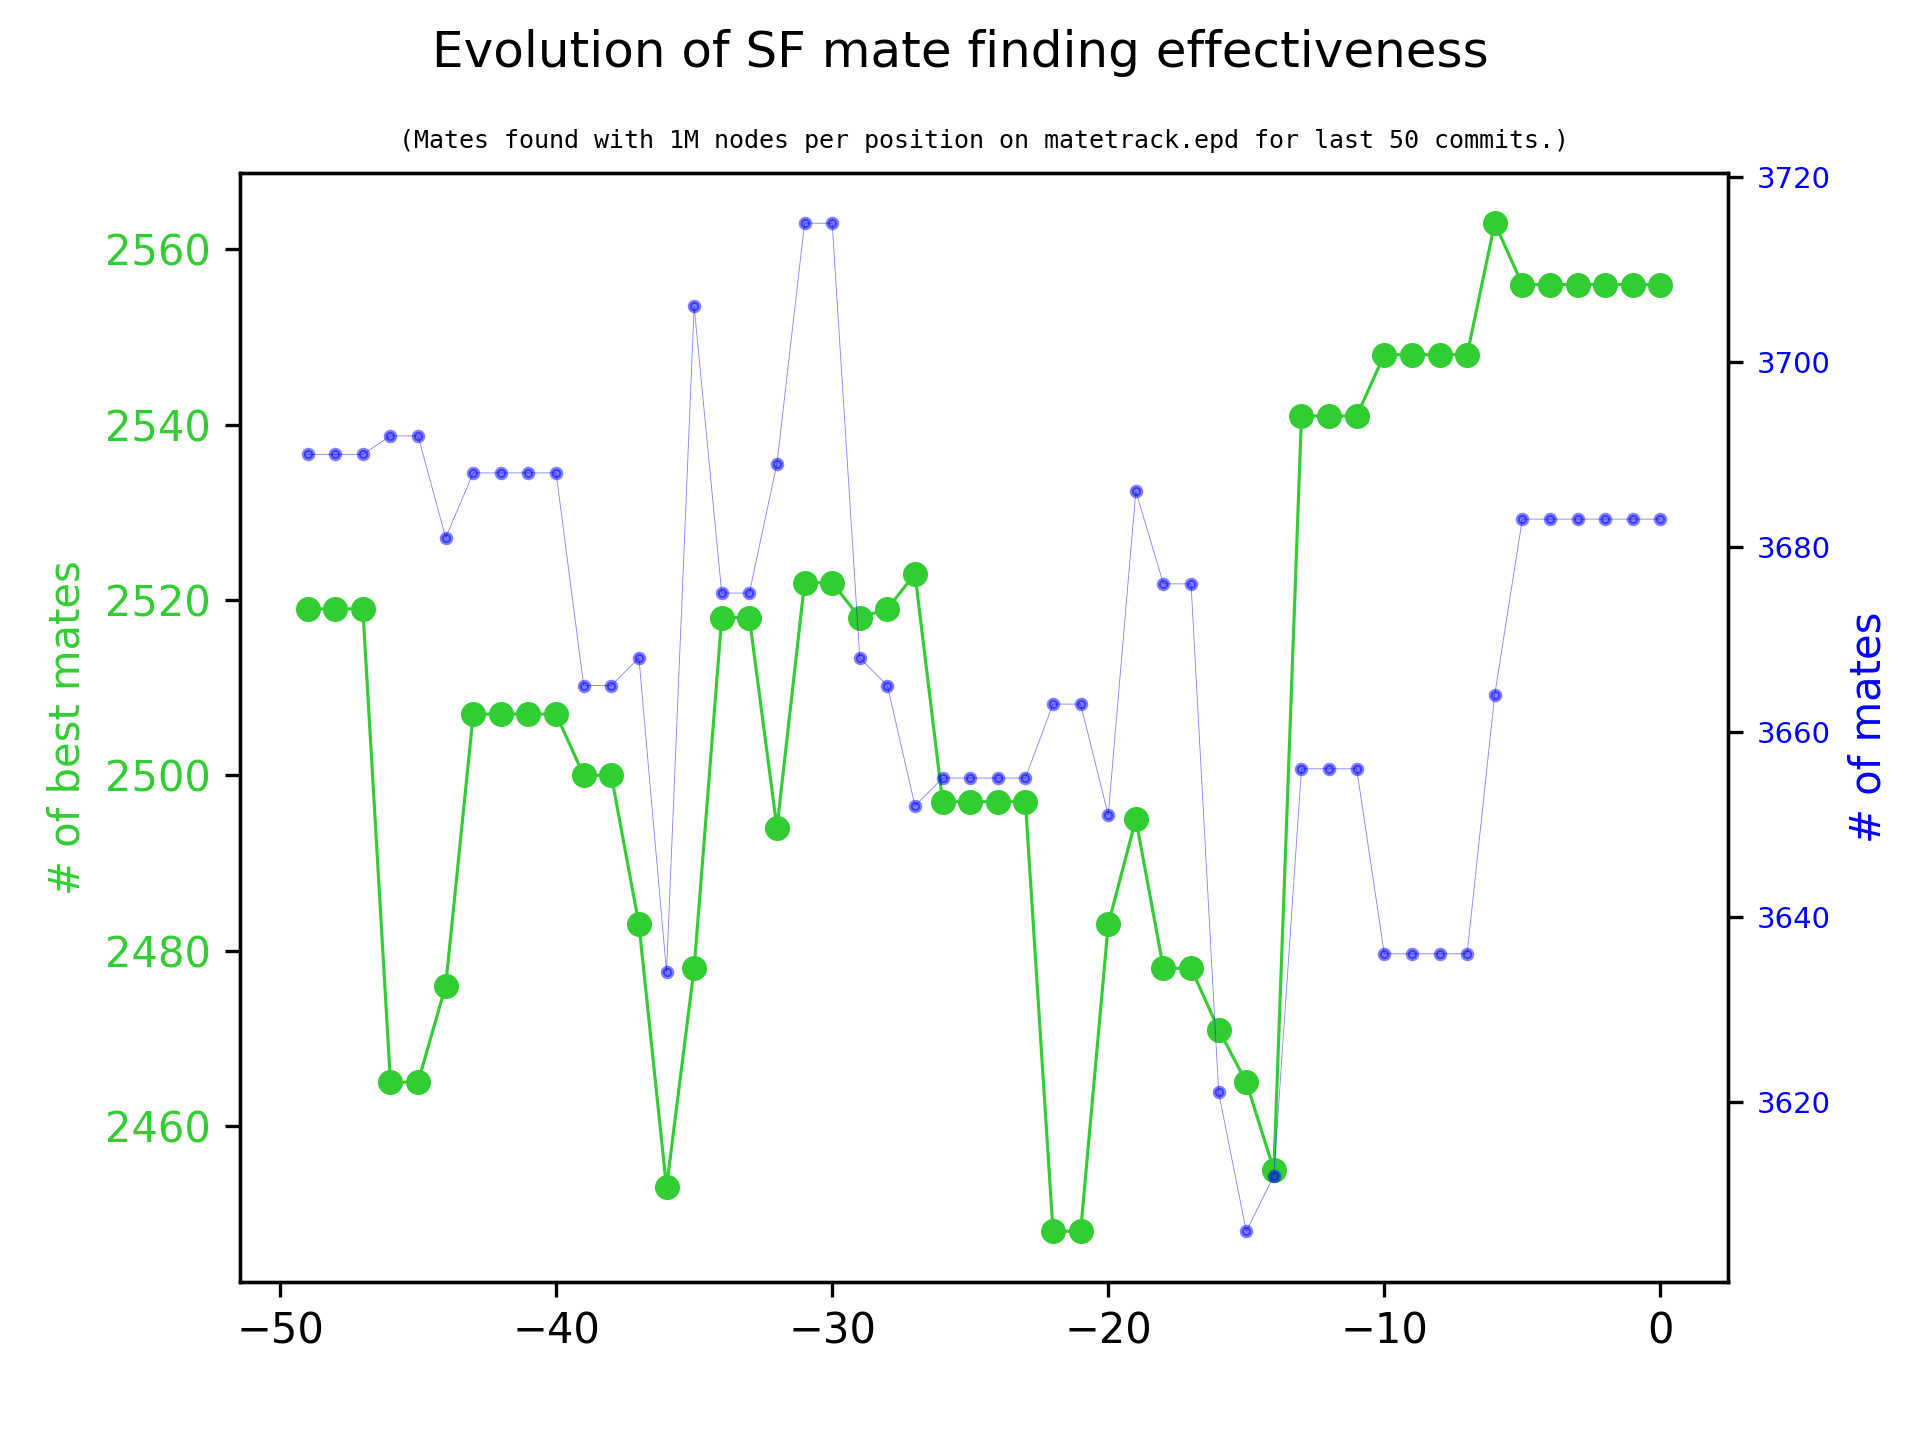 Evolution of SF mate finding effectiveness
(Mates found with 1M nodes per position on matetrack.epd for last 50 commits.)
# of best mates
2560
2540
2520
2500
2480
2460
3720
3700
3680
3660
3640
3620
# of mates
−50 −40 −30 −20 −10 0